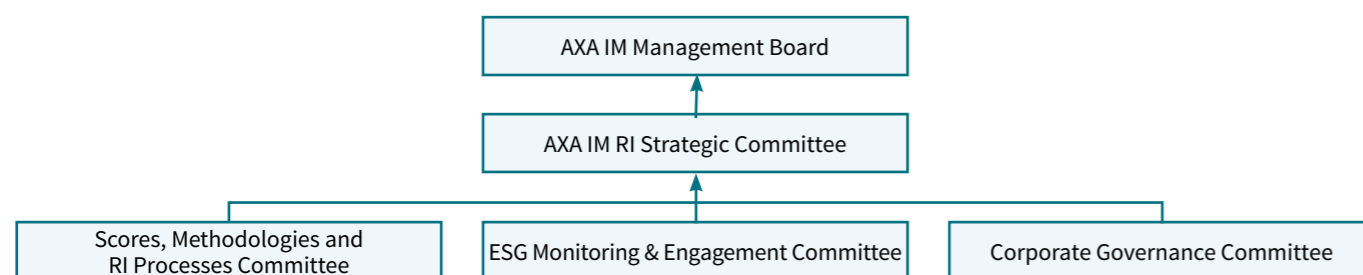 AXA IM Management Board
AXA IM RI Strategic Committee
Scores, Methodologies and
RI Processes Committee
ESG Monitoring & Engagement Committee
Corporate Governance Committee